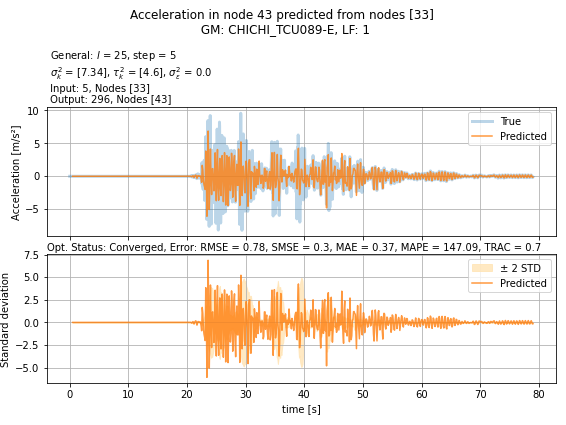 Acceleration in node 43 predicted from nodes [33]
GM: CHICHI_TCU089-E, LF: 1
General: l = 25, step = 5
σ²ₖ = [7.34], τ²ₖ = [4.6], σ²ε = 0.0
Input: 5, Nodes [33]
Output: 296, Nodes [43]
10
5
0
−5
Acceleration [m/s²]
True
Predicted
Opt. Status: Converged, Error: RMSE = 0.78, SMSE = 0.3, MAE = 0.37, MAPE = 147.09, TRAC = 0.7
7.5
5.0
2.5
0.0
−2.5
−5.0
Standard deviation
± 2 STD
Predicted
0 10 20 30 40 50 60 70 80
time [s]